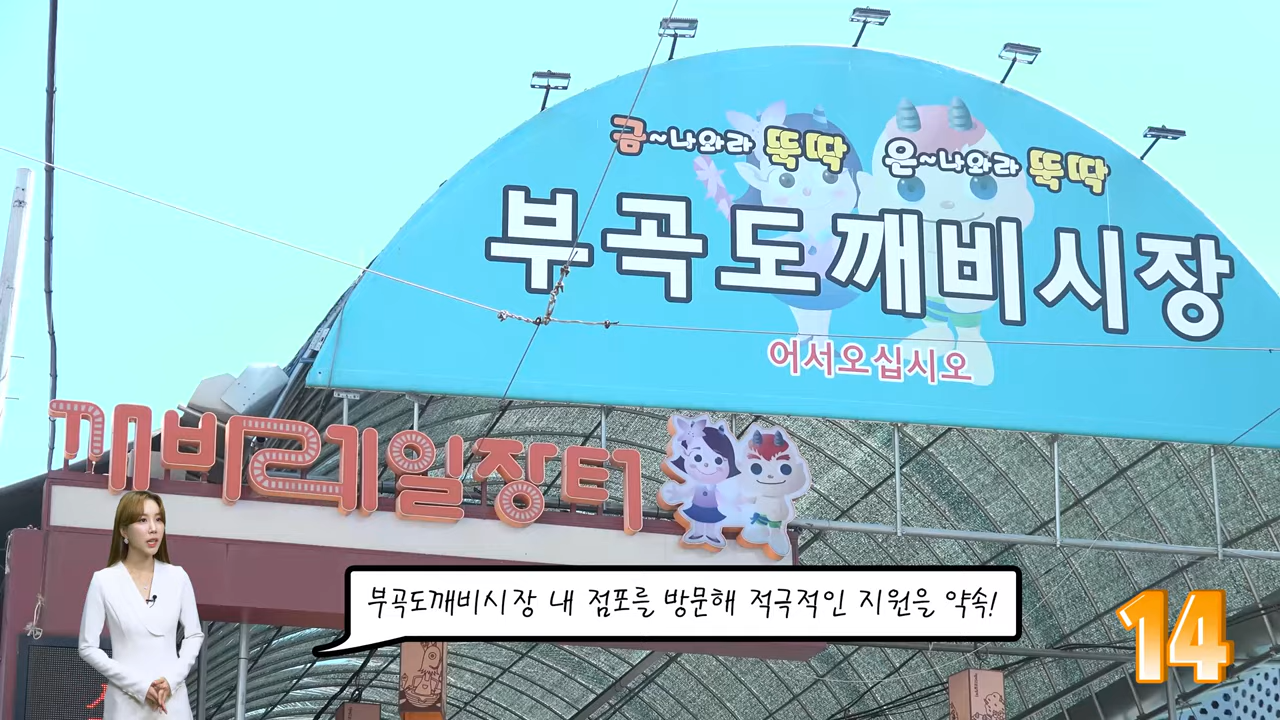 금~나와라 뚝딱 은~나와라 뚝딱
부곡도깨비시장
어서오십시오
깨비레일장터
부곡도깨비시장 내 점포를 방문해 적극적인 지원을 약속!
14